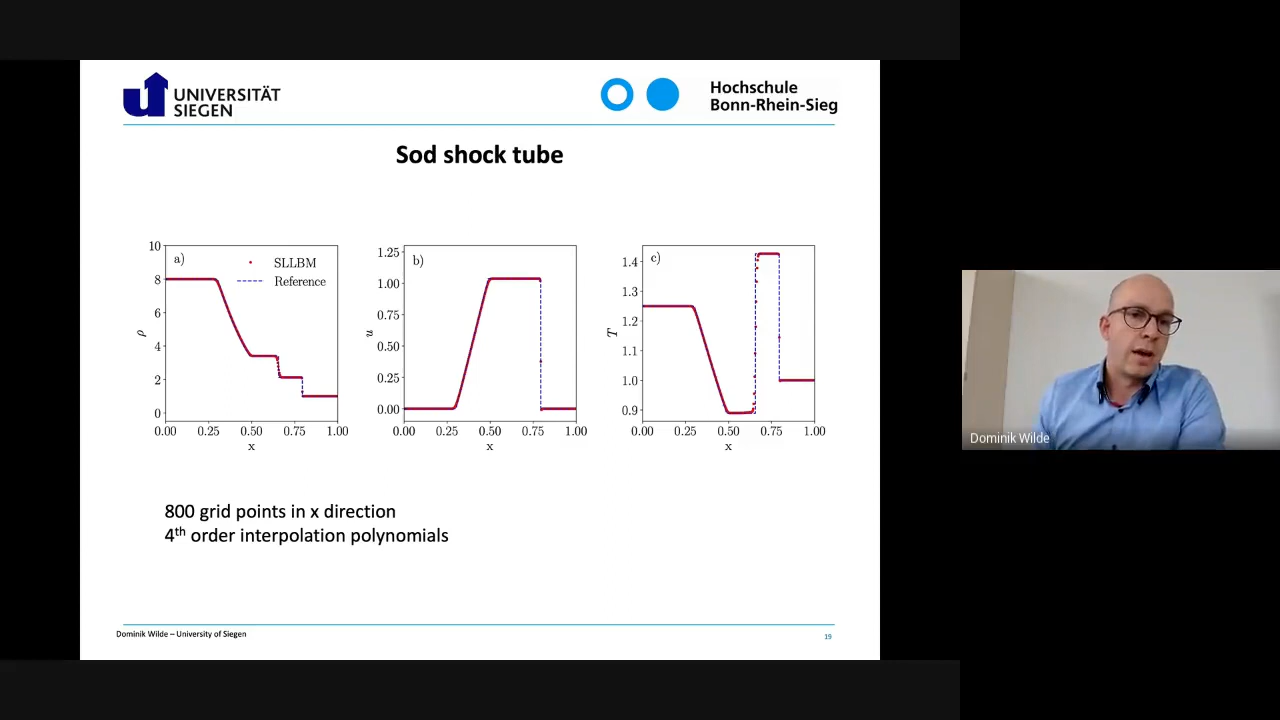 UNIVERSITÄT
SIEGEN
Hochschule
Bonn-Rhein-Sieg
Sod shock tube
a)
SLLBM
Reference
10
8
6
4
2
0
ρ
0.00 0.25 0.50 0.75 1.00
x
b)
1.25
1.00
0.75
0.50
0.25
0.00
u
0.00 0.25 0.50 0.75 1.00
x
c)
1.4
1.3
1.2
1.1
1.0
0.9
T
0.00 0.25 0.50 0.75 1.00
x
800 grid points in x direction
4th order interpolation polynomials
Dominik Wilde – University of Siegen
19
Dominik Wilde